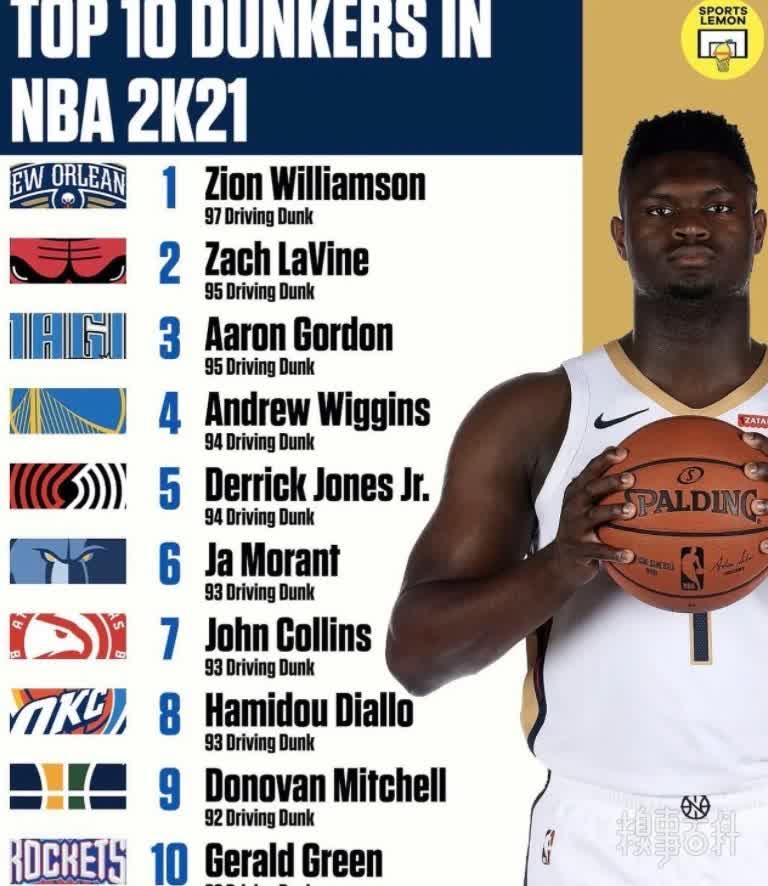 TOP 10 DUNKERS IN
NBA 2K21
SPORTS
LEMON
1 Zion Williamson
97 Driving Dunk
2 Zach LaVine
95 Driving Dunk
3 Aaron Gordon
95 Driving Dunk
4 Andrew Wiggins
94 Driving Dunk
5 Derrick Jones Jr.
94 Driving Dunk
6 Ja Morant
93 Driving Dunk
7 John Collins
93 Driving Dunk
8 Hamidou Diallo
93 Driving Dunk
OKC
9 Donovan Mitchell
92 Driving Dunk
ROCKETS
10 Gerald Green
ZATA
SPALDING
1